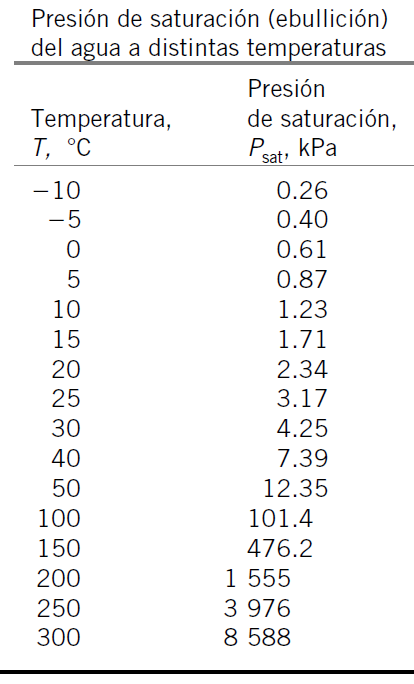 Presión de saturación (ebullición)
del agua a distintas temperaturas
Presión
Temperatura, de saturación,
T, °C Psat, kPa
−10 0.26
−5 0.40
0 0.61
5 0.87
10 1.23
15 1.71
20 2.34
25 3.17
30 4.25
40 7.39
50 12.35
100 101.4
150 476.2
200 1 555
250 3 976
300 8 588